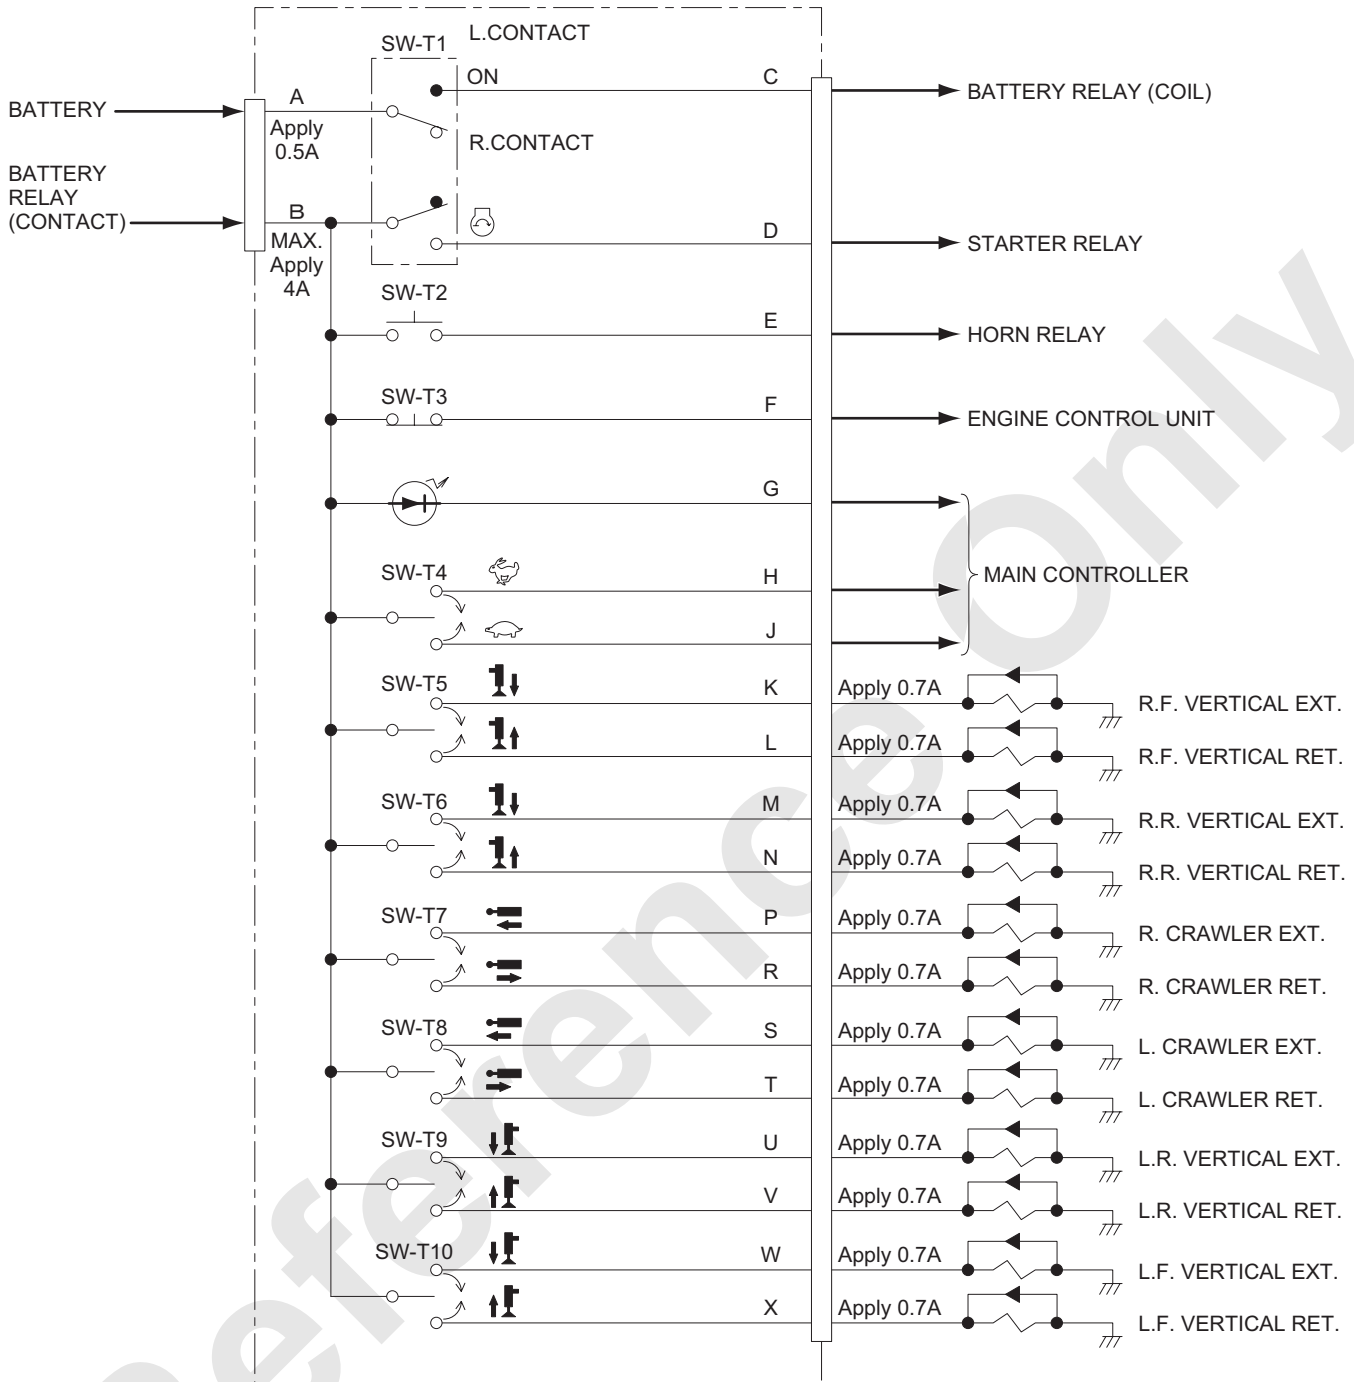 L.CONTACT
SW-T1
ON
C
BATTERY RELAY (COIL)
BATTERY
A
Apply
0.5A
R.CONTACT
BATTERY
RELAY
(CONTACT)
B
MAX.
Apply
4A
D
STARTER RELAY
SW-T2
E
HORN RELAY
SW-T3
F
ENGINE CONTROL UNIT
G
SW-T4
H
MAIN CONTROLLER
J
SW-T5
K
Apply 0.7A
R.F. VERTICAL EXT.
L
Apply 0.7A
R.F. VERTICAL RET.
SW-T6
M
Apply 0.7A
R.R. VERTICAL EXT.
N
Apply 0.7A
R.R. VERTICAL RET.
SW-T7
P
Apply 0.7A
R. CRAWLER EXT.
R
Apply 0.7A
R. CRAWLER RET.
SW-T8
S
Apply 0.7A
L. CRAWLER EXT.
T
Apply 0.7A
L. CRAWLER RET.
SW-T9
U
Apply 0.7A
L.R. VERTICAL EXT.
V
Apply 0.7A
L.R. VERTICAL RET.
SW-T10
W
Apply 0.7A
L.F. VERTICAL EXT.
X
Apply 0.7A
L.F. VERTICAL RET.
Reference Only